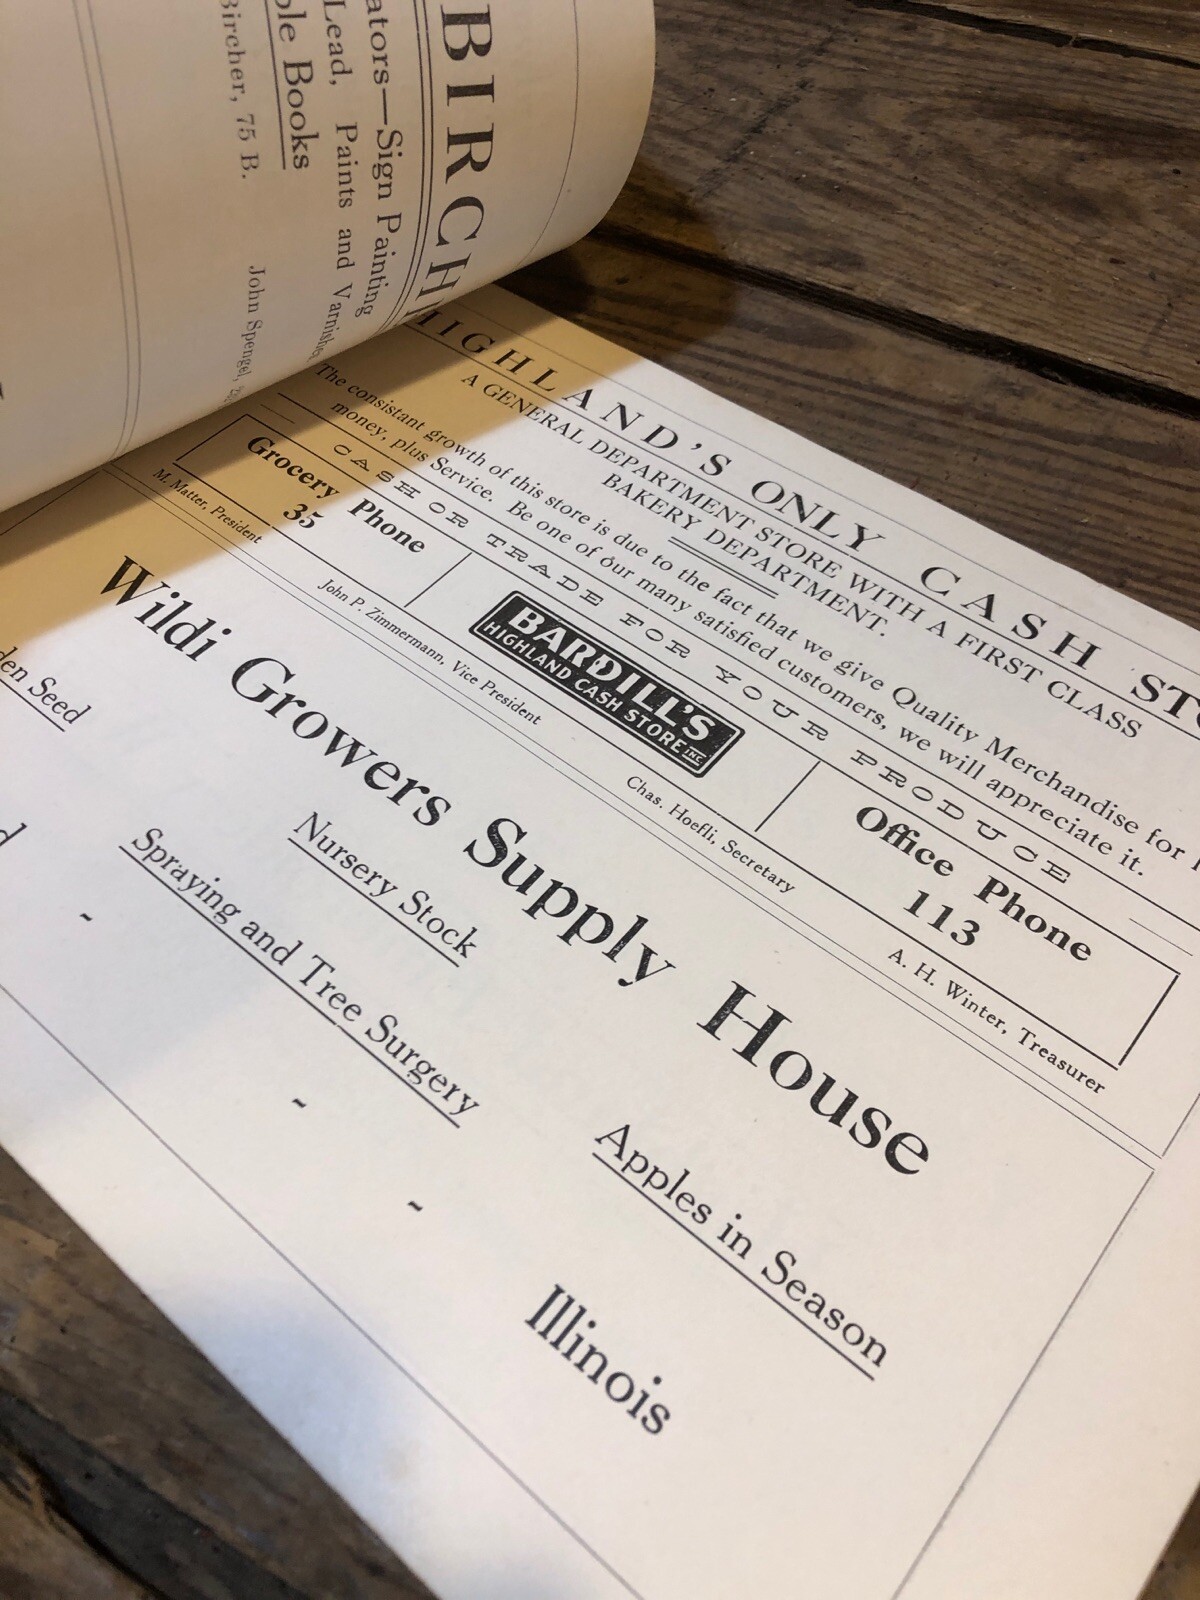 BIRCH
ators—Sign Painting
Lead, Paints and
ble Books
Bircher, 75 B.
John Spengel,
HIGHLAND'S ONLY CASH STO
A GENERAL DEPARTMENT STORE WITH A FIRST CLASS
BAKERY DEPARTMENT.
The consistant growth of this store is due to the fact that we give Quality Merchandise for
money, plus Service. Be one of our many satisfied customers, we will appreciate it.
CASH OR TRADE FOR YOUR PRODUCE
Grocery Phone
35
BARDILL'S
HIGHLAND CASH STORE INC
Office Phone
113
M. Matter, President
John P. Zimmermann, Vice President
Chas. Hoefli, Secretary
A. H. Winter, Treasurer
Wildi Growers Supply House
den Seed
Nursery Stock
Apples in Season
d
Spraying and Tree Surgery
- - - Illinois